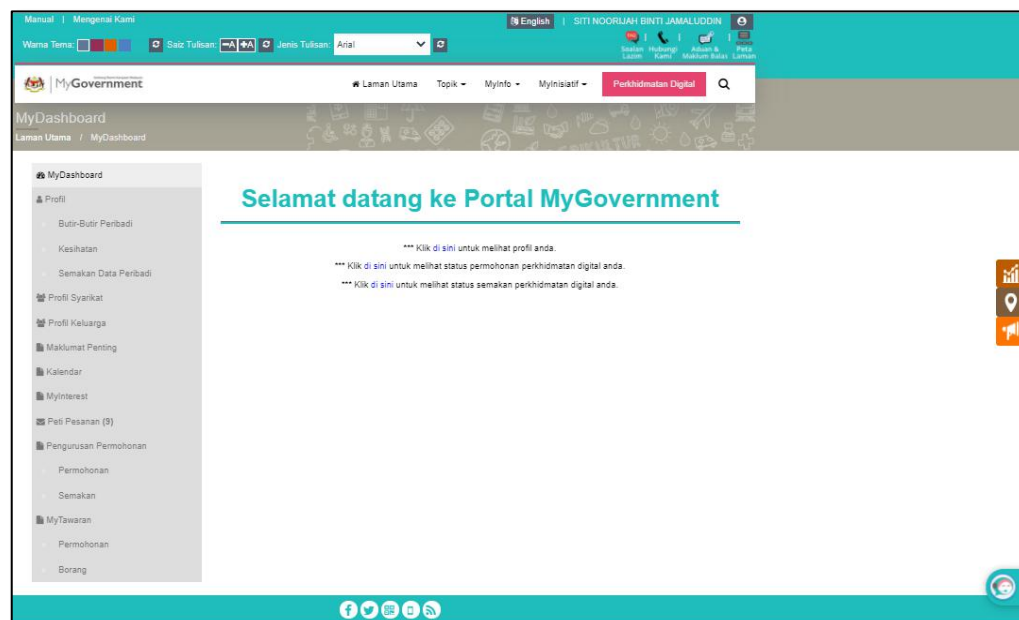 Manual | Mengenai Kami
English | SITI NOORIJAH BINTI JAMALUDDIN
Warna Tema: Saiz Tulisan: -A +A Jenis Tulisan: Arial
Soalan Lazim
Hubungi Kami
Aduan & Maklum Balas
Peta Laman
MyGovernment
Laman Utama Topik MyInfo MyInisiatif Perkhidmatan Digital
MyDashboard
Laman Utama / MyDashboard
MyDashboard
Profil
Butir-Butir Peribadi
Kesihatan
Semakan Data Peribadi
Profil Syarikat
Profil Keluarga
Maklumat Penting
Kalendar
MyInterest
Peti Pesanan (9)
Pengurusan Permohonan
Permohonan
Semakan
MyTawaran
Permohonan
Borang
Selamat datang ke Portal MyGovernment
*** Klik di sini untuk melihat profil anda.
*** Klik di sini untuk melihat status permohonan perkhidmatan digital anda.
*** Klik di sini untuk melihat status semakan perkhidmatan digital anda.